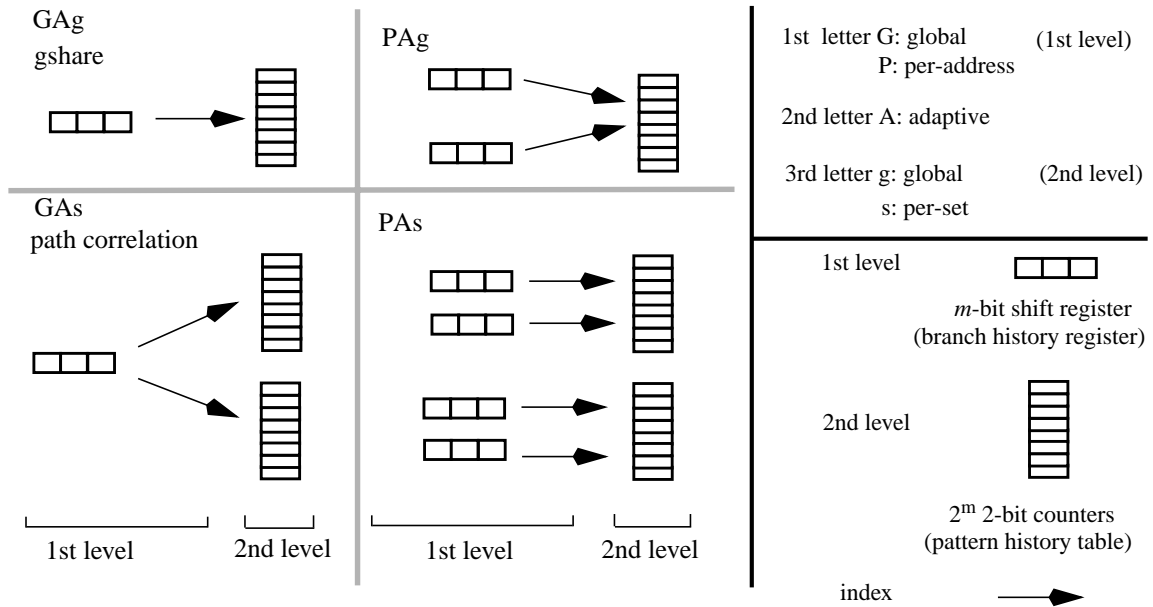 GAg
gshare
PAg
GAs
path correlation
PAs
1st level
2nd level
1st level
2nd level
1st letter G: global (1st level)
P: per-address
2nd letter A: adaptive
3rd letter g: global (2nd level)
s: per-set
1st level
m-bit shift register
(branch history register)
2nd level
2^m 2-bit counters
(pattern history table)
index